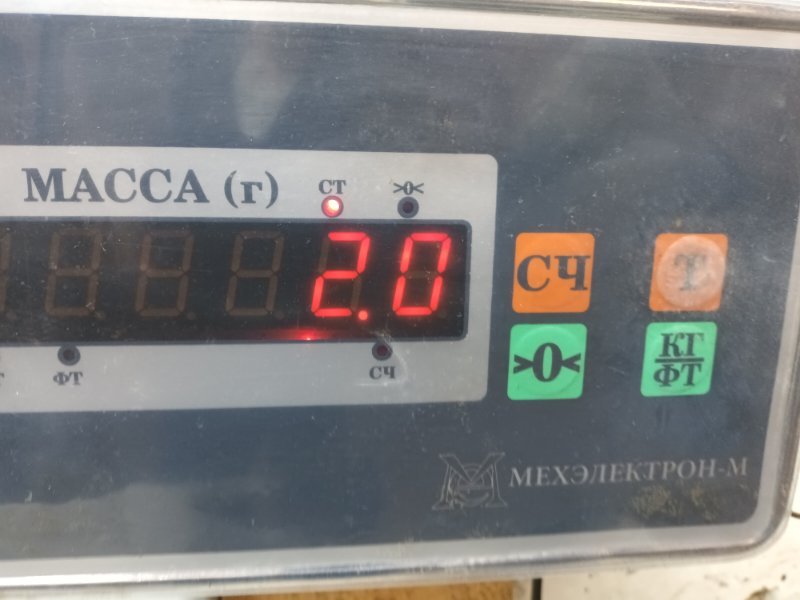 МАССА (г)
СТ >0<
2.0
ФТ СЧ
СЧ Т
>0< КГ
ФТ
МЕХЭЛЕКТРОН-М